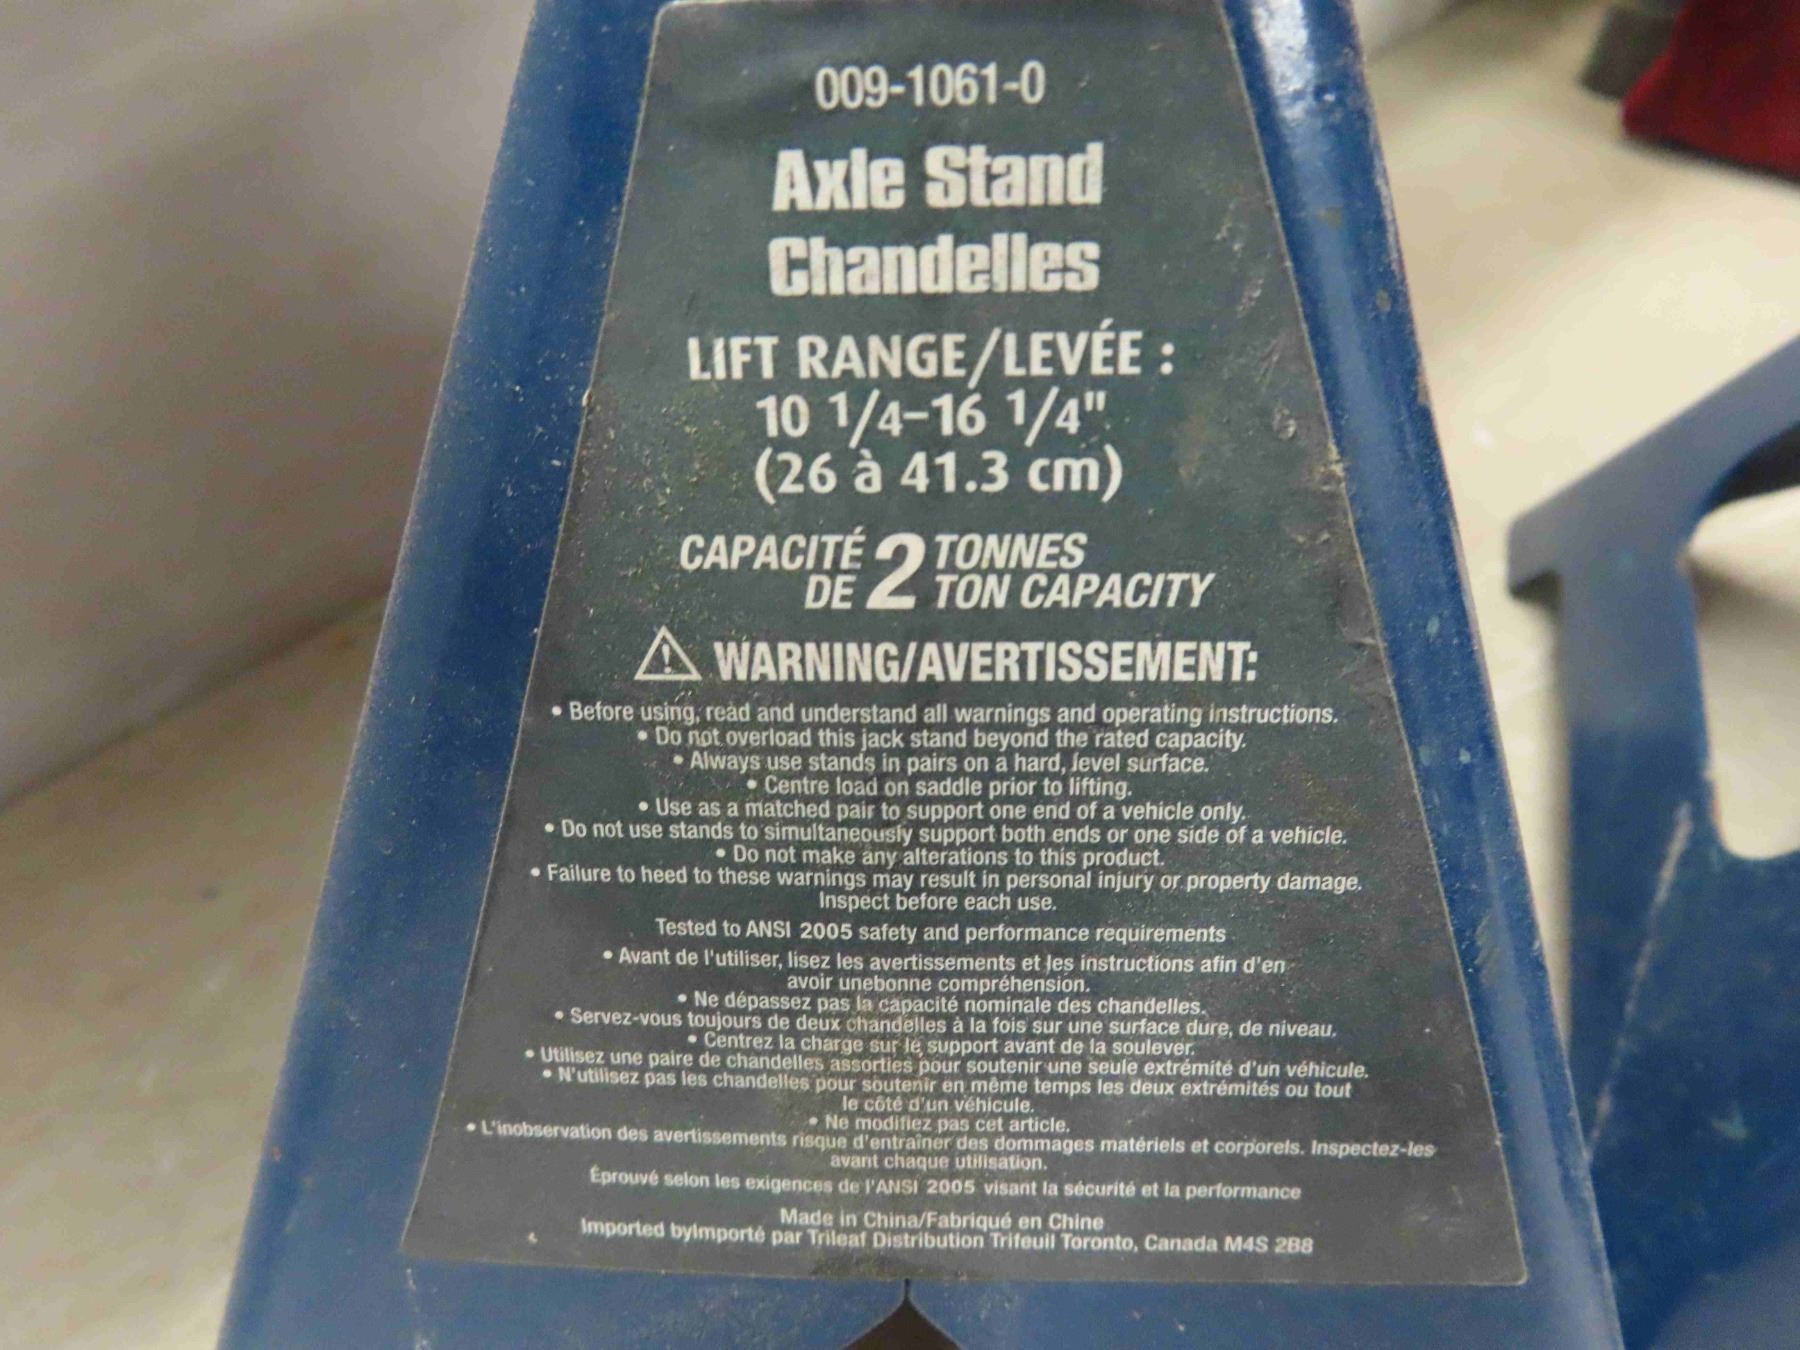 009-1061-0
Axle Stand
Chandelles
LIFT RANGE/LEVÉE :
10 1/4-16 1/4"
(26 à 41.3 cm)
CAPACITÉ DE 2 TONNES
TON CAPACITY
⚠ WARNING/AVERTISSEMENT:
• Before using, read and understand all warnings and operating instructions.
• Do not overload this jack stand beyond the rated capacity.
• Always use stands in pairs on a hard, level surface.
• Centre load on saddle prior to lifting.
• Use as a matched pair to support one end of a vehicle only.
• Do not use stands to simultaneously support both ends or one side of a vehicle.
• Do not make any alterations to this product.
• Failure to heed to these warnings may result in personal injury or property damage.
Inspect before each use.
Tested to ANSI 2005 safety and performance requirements
• Avant de l'utiliser, lisez les avertissements et les instructions afin d'en
avoir unebonne compréhension.
• Ne dépassez pas la capacité nominale des chandelles.
• Servez-vous toujours de deux chandelles à la fois sur une surface dure, de niveau.
• Centrez la charge sur le support avant de la soulever.
• Utilisez une paire de chandelles assorties pour soutenir une seule extrémité d'un véhicule.
• N'utilisez pas les chandelles pour soutenir en même temps les deux extrémités ou tout
le côté d'un véhicule.
• Ne modifiez pas cet article.
• L'inobservation des avertissements risque d'entraîner des dommages matériels et corporels. Inspectez-les
avant chaque utilisation.
Éprouvé selon les exigences de l'ANSI 2005 visant la sécurité et la performance
Made in China/Fabriqué en Chine
Imported byImporté par Trileaf Distribution Trifeuil Toronto, Canada M4S 2B8